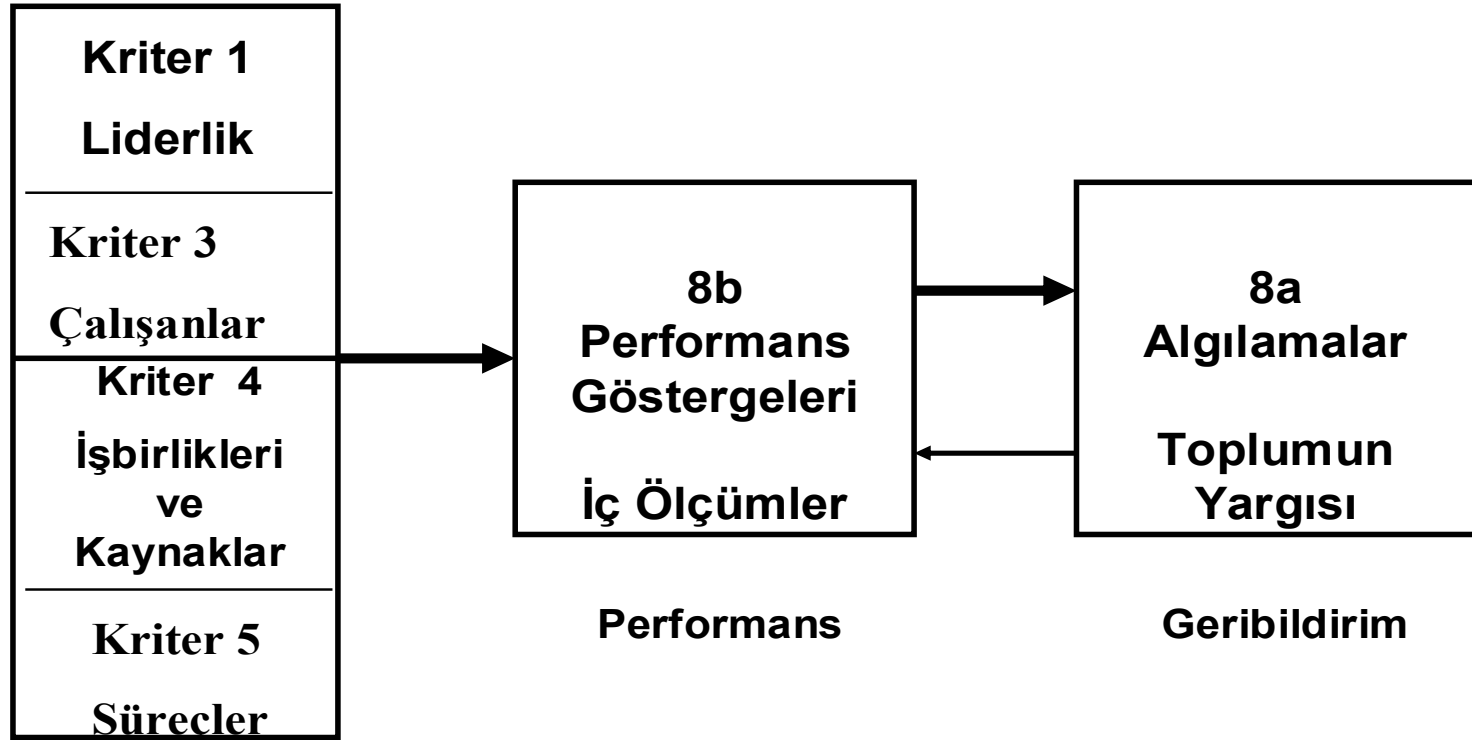 Kriter 1
Liderlik
Kriter 3
Çalışanlar
Kriter 4
İşbirlikleri
ve
Kaynaklar
Kriter 5
Süreçler
8b
Performans
Göstergeleri
İç Ölçümler
Performans
8a
Algılamalar
Toplumun
Yargısı
Geribildirim